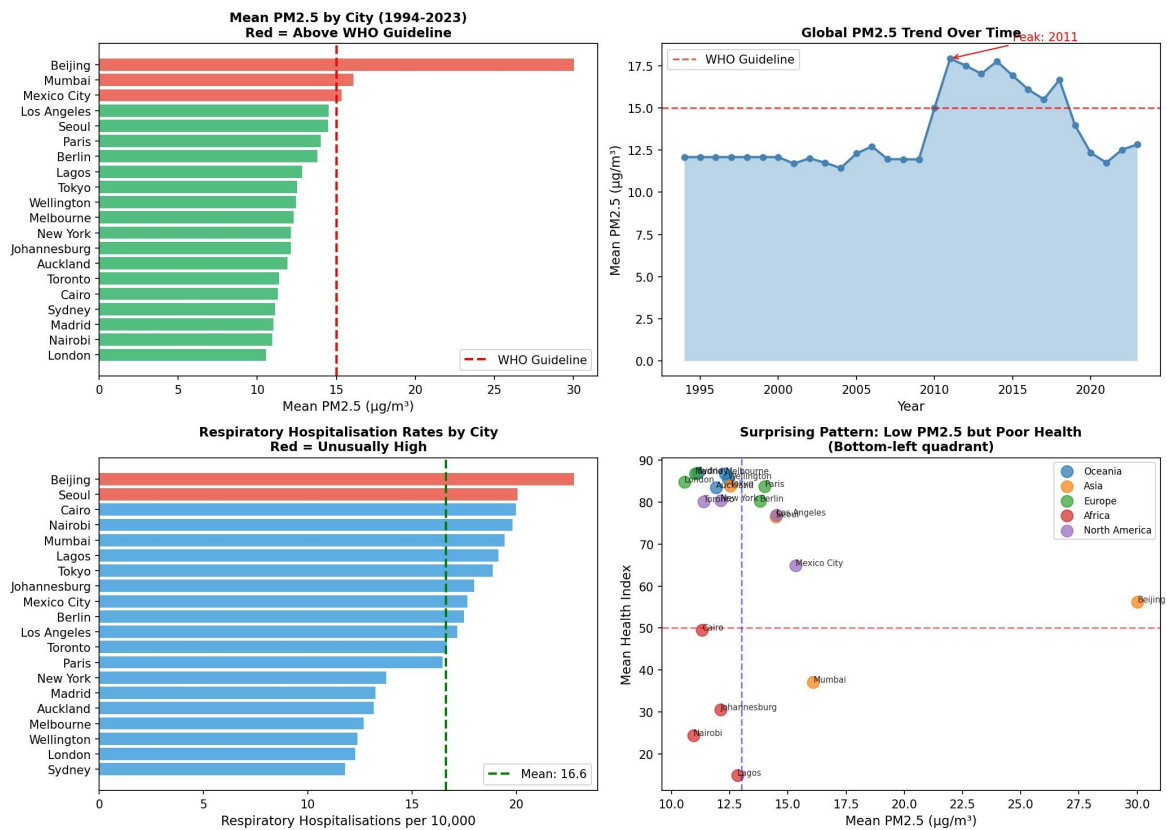 Mean PM2.5 by City (1994-2023)
Red = Above WHO Guideline
Beijing
Mumbai
Mexico City
Los Angeles
Seoul
Paris
Berlin
Lagos
Tokyo
Wellington
Melbourne
New York
Johannesburg
Auckland
Toronto
Cairo
Sydney
Madrid
Nairobi
London
WHO Guideline
0 5 10 15 20 25 30
Mean PM2.5 (µg/m³)
Global PM2.5 Trend Over Time
Peak: 2011
WHO Guideline
Mean PM2.5 (µg/m³)
17.5
15.0
12.5
10.0
7.5
5.0
2.5
0.0
1995 2000 2005 2010 2015 2020
Year
Respiratory Hospitalisation Rates by City
Red = Unusually High
Beijing
Seoul
Cairo
Nairobi
Mumbai
Lagos
Tokyo
Johannesburg
Mexico City
Berlin
Los Angeles
Toronto
Paris
New York
Madrid
Auckland
Melbourne
Wellington
London
Sydney
Mean: 16.6
0 5 10 15 20
Respiratory Hospitalisations per 10,000
Surprising Pattern: Low PM2.5 but Poor Health
(Bottom-left quadrant)
Mean Health Index
90
80
70
60
50
40
30
20
Oceania
Asia
Europe
Africa
North America
Madrid
Melbourne
Wellington
London
Tokyo
Paris
Auckland
Toronto
New York
Berlin
Los Angeles
Seoul
Mexico City
Beijing
Cairo
Mumbai
Johannesburg
Nairobi
Lagos
10.0 12.5 15.0 17.5 20.0 22.5 25.0 27.5 30.0
Mean PM2.5 (µg/m³)